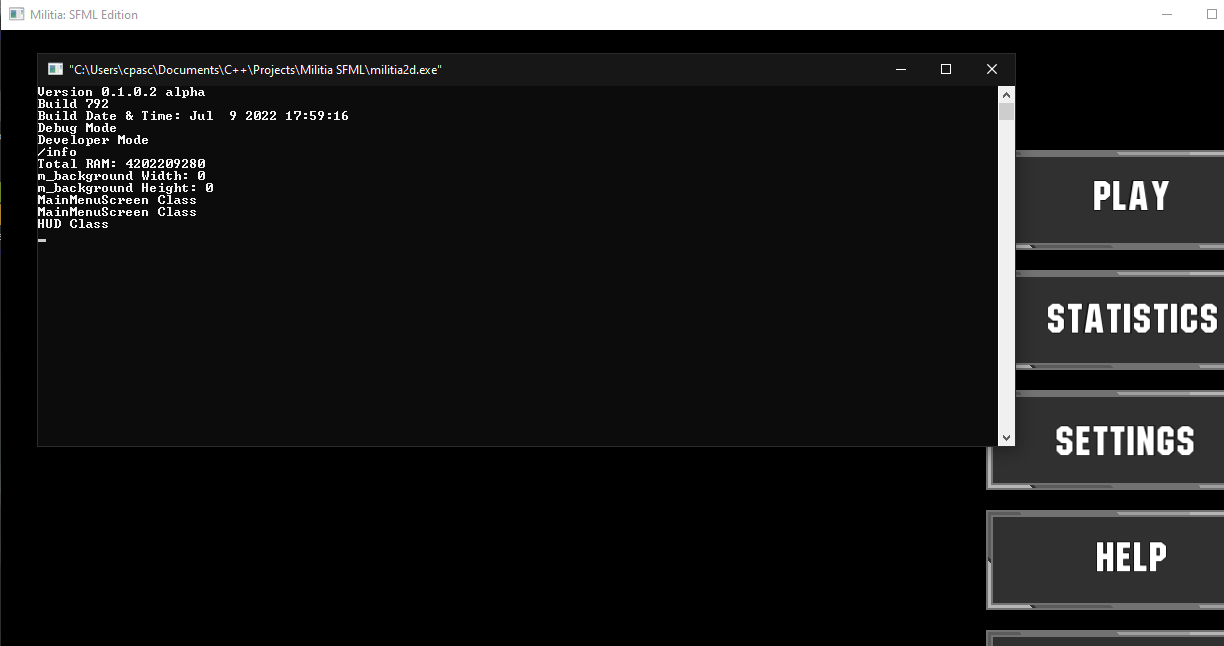 Militia: SFML Edition
"C:\Users\cpasc\Documents\C++\Projects\Militia SFML\militia2d.exe"
Version 0.1.0.2 alpha
Build 792
Build Date & Time: Jul  9 2022 17:59:16
Debug Mode
Developer Mode
/info
Total RAM: 4202209280
m_background Width: 0
m_background Height: 0
MainMenuScreen Class
MainMenuScreen Class
HUD Class
PLAY
STATISTICS
SETTINGS
HELP